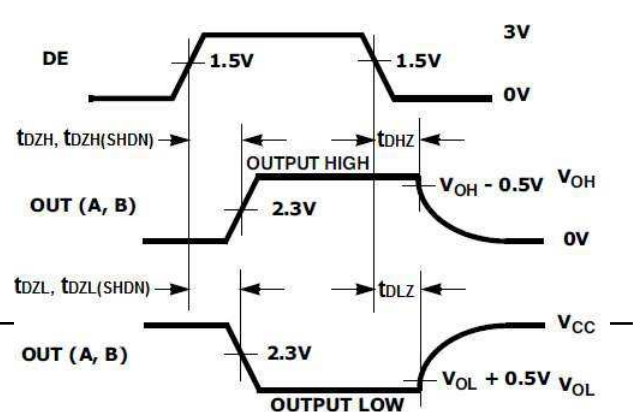 3V
DE
1.5V
1.5V
0V
tDZH, tDZH(SHDN)
tDHZ
OUTPUT HIGH
VOH - 0.5V VOH
OUT (A, B)
2.3V
0V
tDZL, tDZL(SHDN)
tDLZ
VCC
OUT (A, B)
2.3V
VOL + 0.5V VOL
OUTPUT LOW